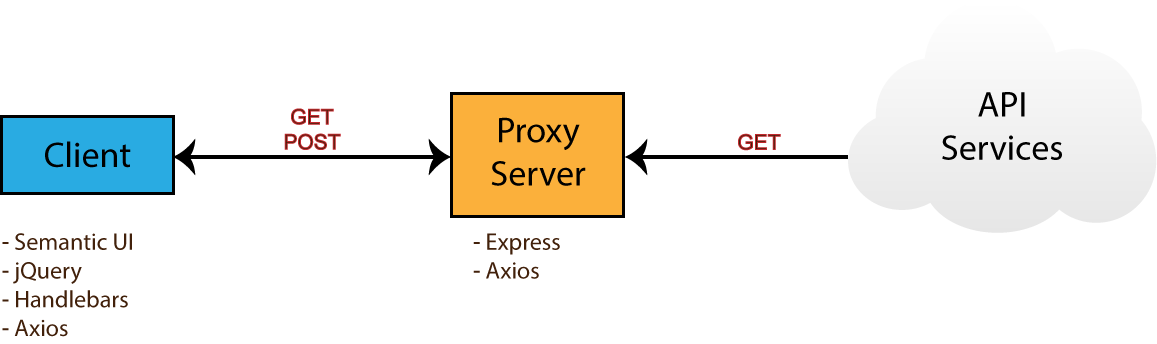 GET
POST
Client
Proxy
Server
GET
API
Services
- Semantic UI
- jQuery
- Handlebars
- Axios
- Express
- Axios